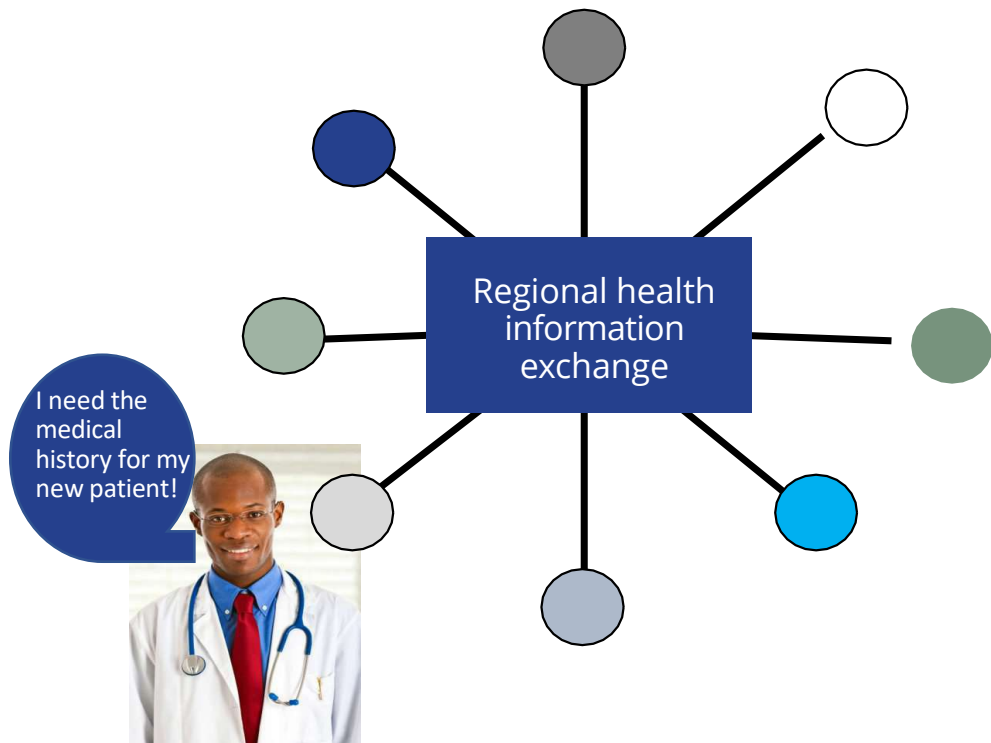 Regional health
information
exchange
I need the
medical
history for my
new patient!